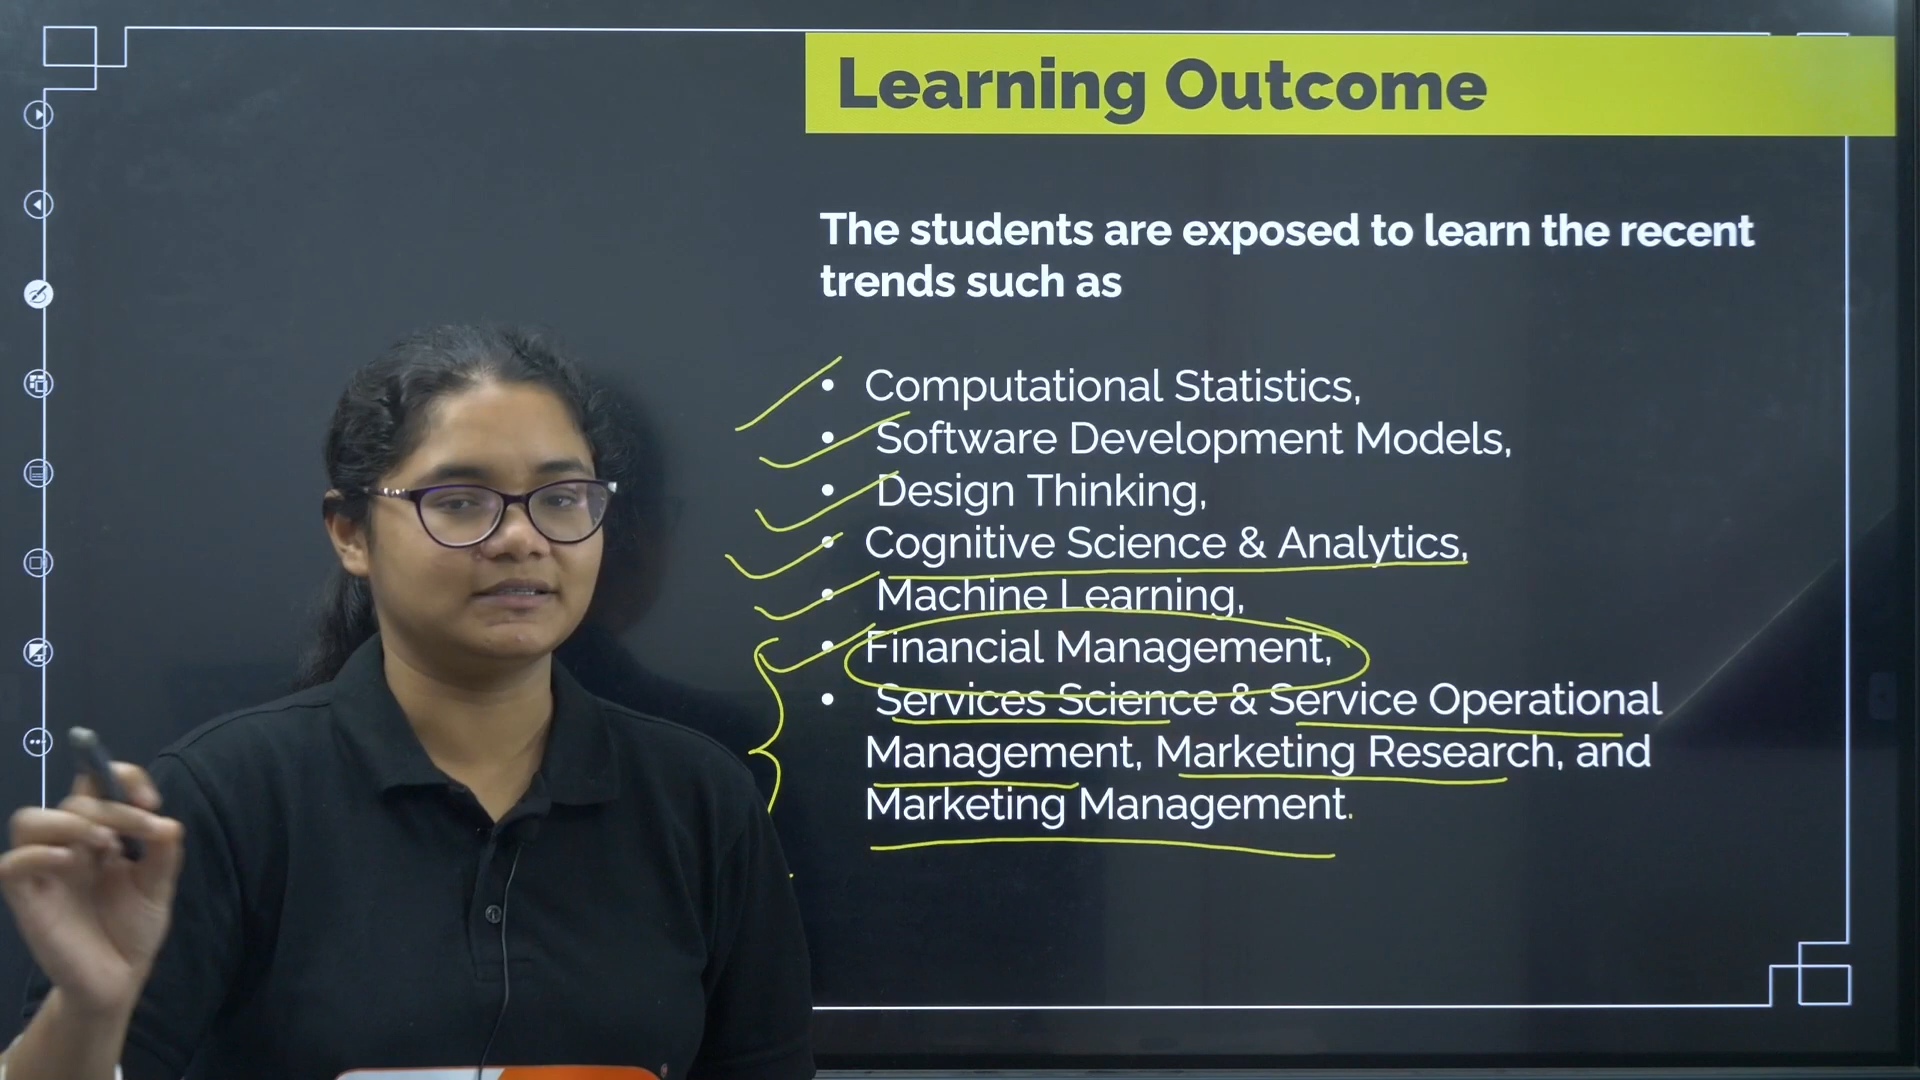 Learning Outcome
The students are exposed to learn the recent
trends such as
• Computational Statistics,
• Software Development Models,
• Design Thinking,
• Cognitive Science & Analytics,
• Machine Learning,
• Financial Management,
• Services Science & Service Operational
Management, Marketing Research, and
Marketing Management.